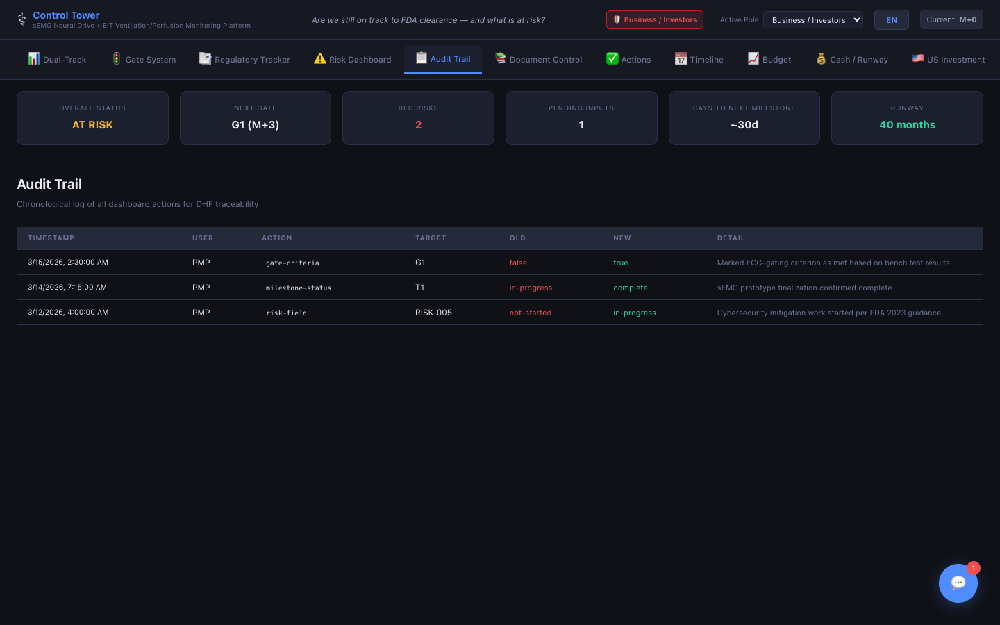 Control Tower
sEMG Neural Drive + EIT Ventilation/Perfusion Monitoring Platform
Are we still on track to FDA clearance — and what is at risk?
Business / Investors
Active Role
Business / Investors
EN
Current: M+0
Dual-Track
Gate System
Regulatory Tracker
Risk Dashboard
Audit Trail
Document Control
Actions
Timeline
Budget
Cash / Runway
US Investment
OVERALL STATUS
AT RISK
NEXT GATE
G1 (M+3)
RED RISKS
2
PENDING INPUTS
1
DAYS TO NEXT MILESTONE
~30d
RUNWAY
40 months
Audit Trail
Chronological log of all dashboard actions for DHF traceability
TIMESTAMP USER ACTION TARGET OLD NEW DETAIL
3/15/2026, 2:30:00 AM PMP gate-criteria G1 false true Marked ECG-gating criterion as met based on bench test results
3/14/2026, 7:15:00 AM PMP milestone-status T1 in-progress complete sEMG prototype finalization confirmed complete
3/12/2026, 4:00:00 AM PMP risk-field RISK-005 not-started in-progress Cybersecurity mitigation work started per FDA 2023 guidance
1